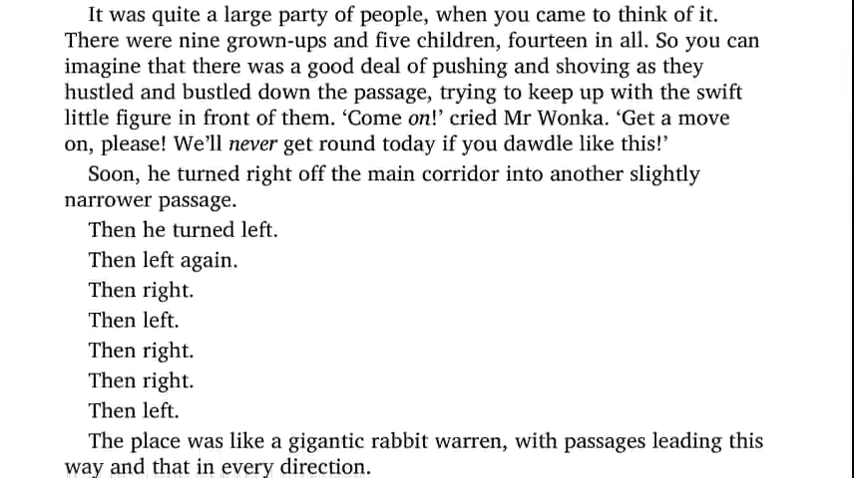 It was quite a large party of people, when you came to think of it.
There were nine grown-ups and five children, fourteen in all. So you can
imagine that there was a good deal of pushing and shoving as they
hustled and bustled down the passage, trying to keep up with the swift
little figure in front of them. ‘Come on!’ cried Mr Wonka. ‘Get a move
on, please! We’ll never get round today if you dawdle like this!’
Soon, he turned right off the main corridor into another slightly
narrower passage.
Then he turned left.
Then left again.
Then right.
Then left.
Then right.
Then right.
Then left.
The place was like a gigantic rabbit warren, with passages leading this
way and that in every direction.